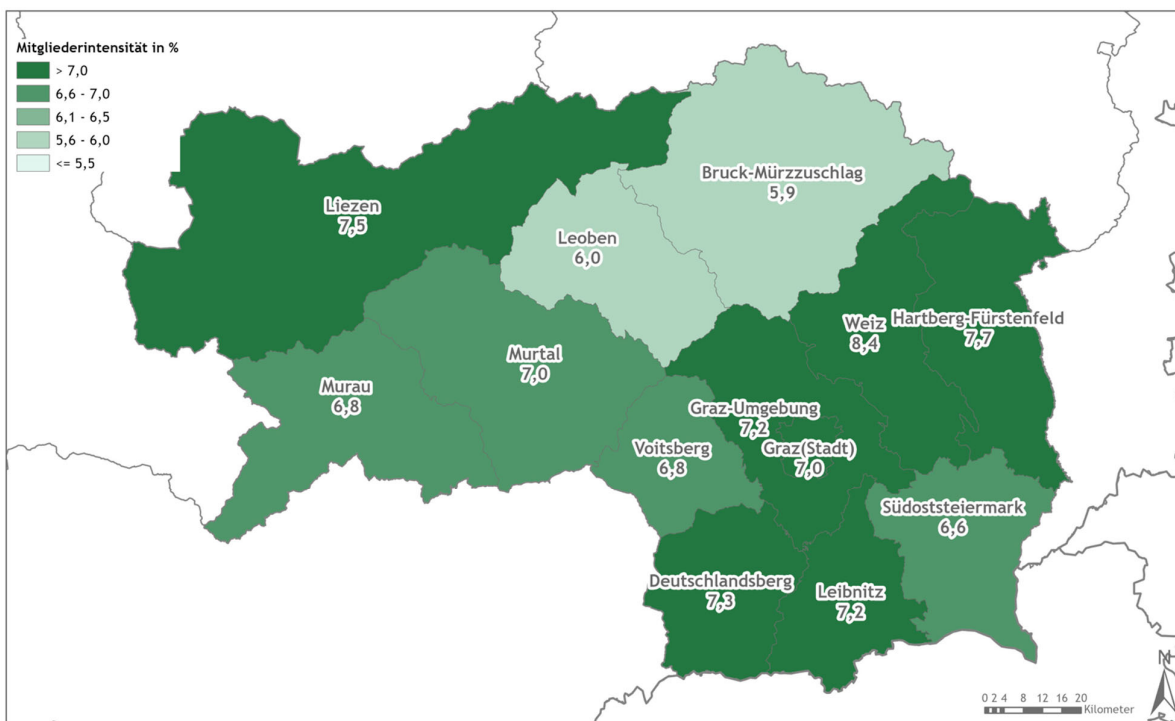 Mitgliederintensität in %
> 7,0
6,6 - 7,0
6,1 - 6,5
5,6 - 6,0
<= 5,5
Bruck-Mürzzuschlag
5,9
Liezen
7,5
Leoben
6,0
Hartberg-Fürstenfeld
7,7
Weiz
8,4
Murtal
7,0
Murau
6,8
Graz-Umgebung
7,2
Voitsberg
6,8
Graz(Stadt)
7,0
Südoststeiermark
6,6
Deutschlandsberg
7,3
Leibnitz
7,2
N
0 2 4 8 12 16 20
Kilometer